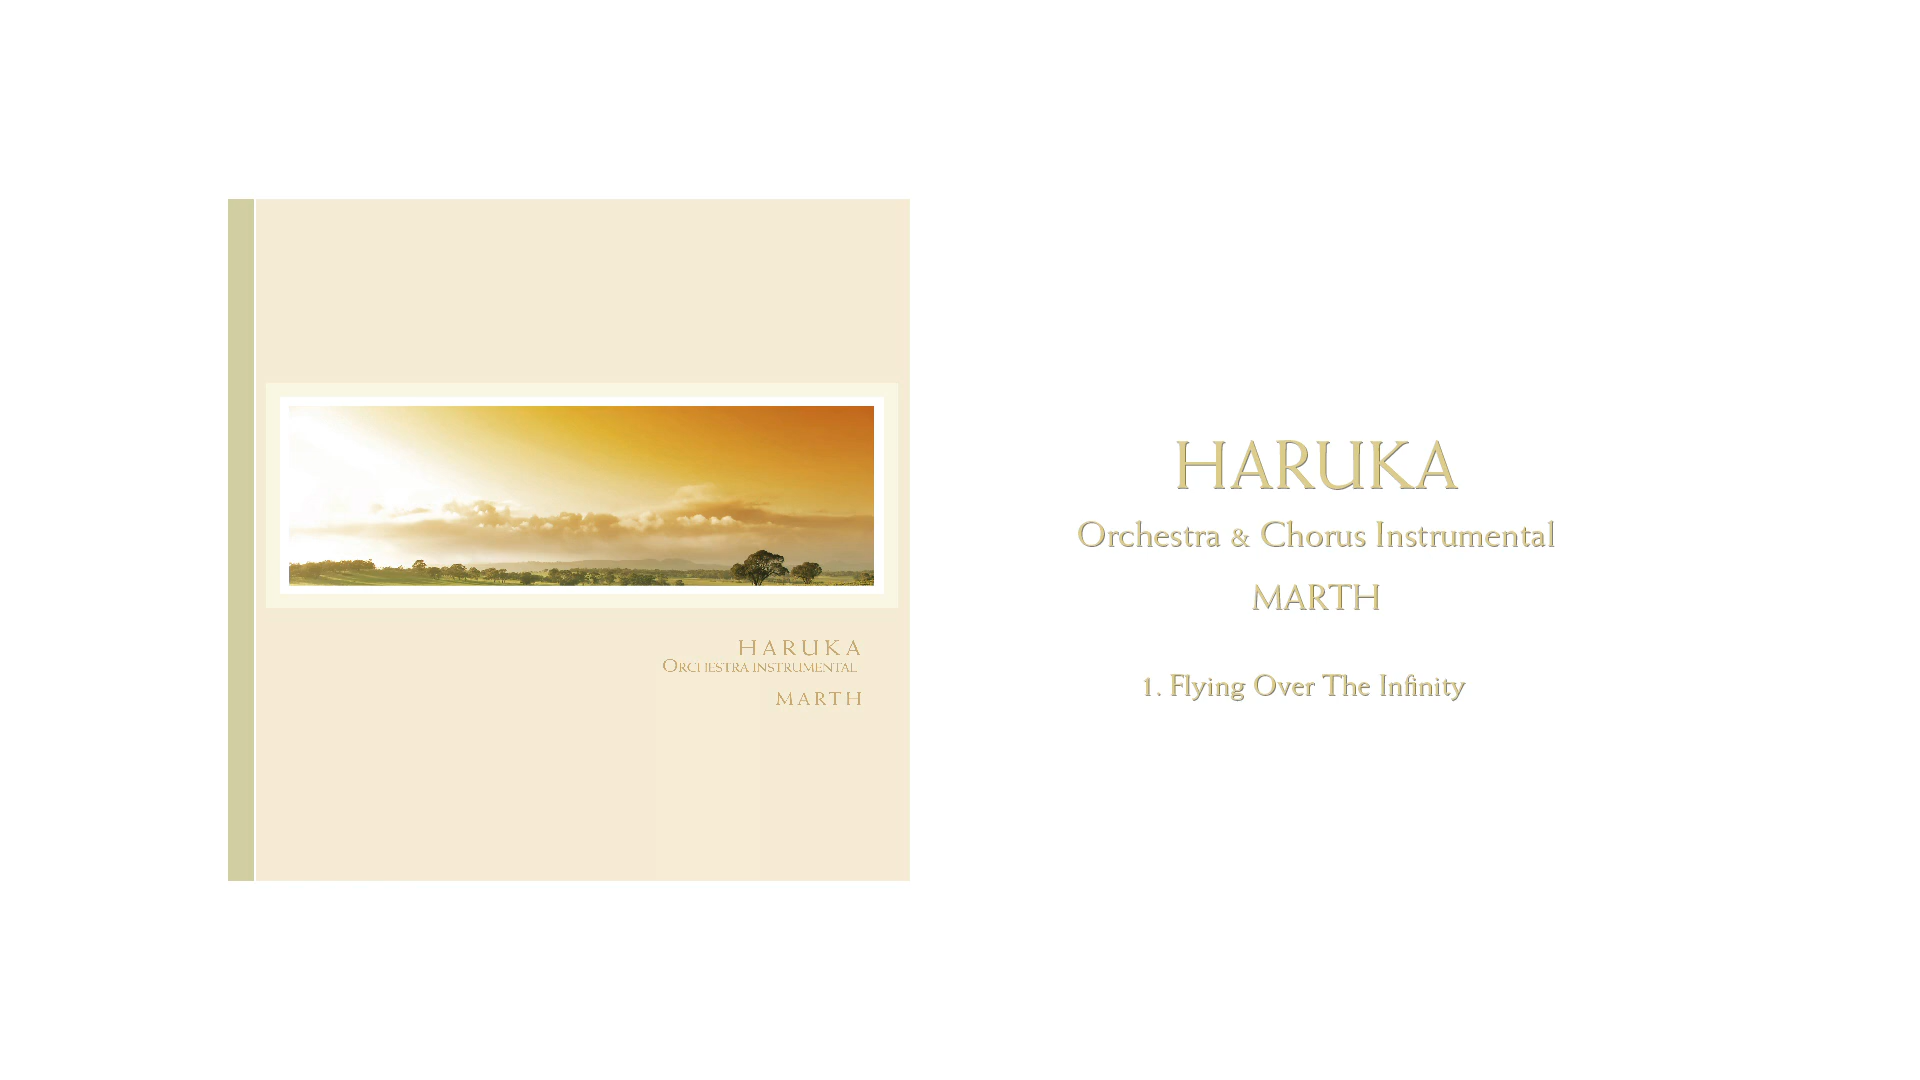 HARUKA
ORCHESTRA INSTRUMENTAL
MARTH
HARUKA
Orchestra & Chorus Instrumental
MARTH
1. Flying Over The Infinity